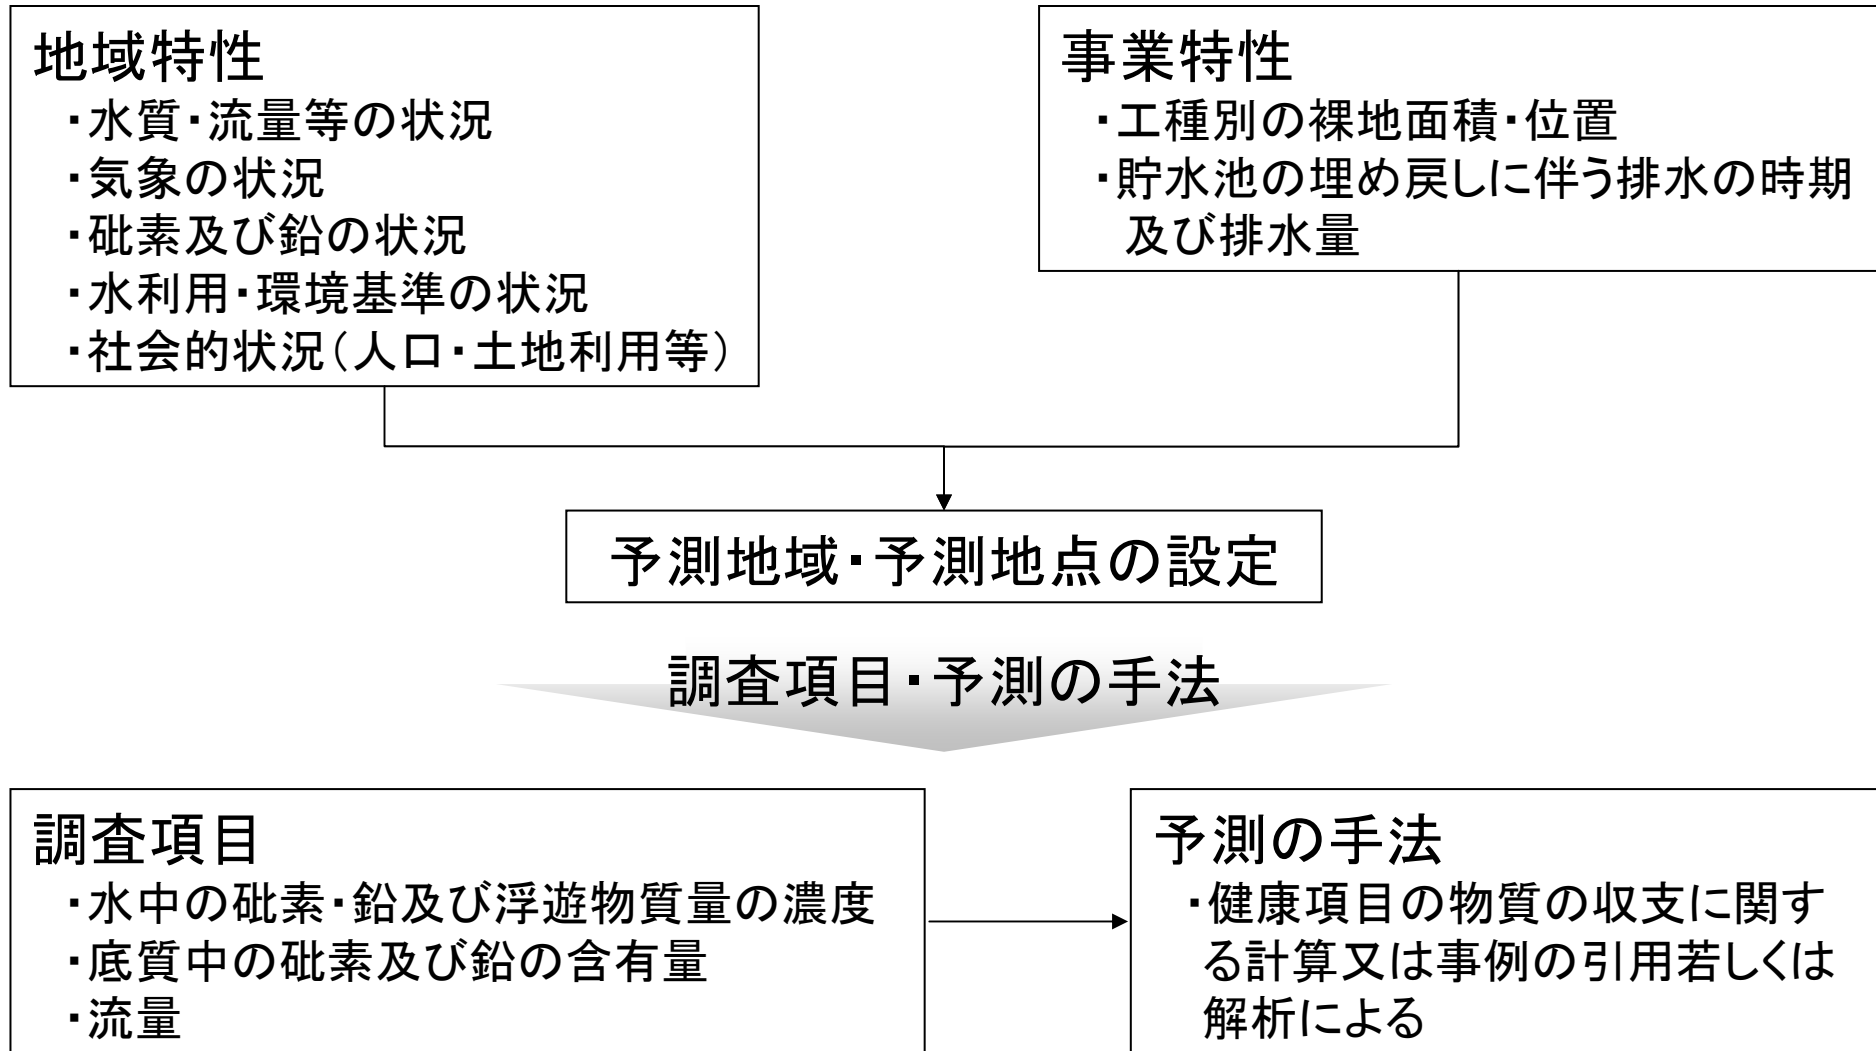 地域特性
・水質・流量等の状況
・気象の状況
・砒素及び鉛の状況
・水利用・環境基準の状況
・社会的状況（人口・土地利用等）
事業特性
・工種別の裸地面積・位置
・貯水池の埋め戻しに伴う排水の時期
及び排水量
予測地域・予測地点の設定
調査項目・予測の手法
調査項目
・水中の砒素・鉛及び浮遊物質量の濃度
・底質中の砒素及び鉛の含有量
・流量
予測の手法
・健康項目の物質の収支に関す
る計算又は事例の引用若しくは
解析による